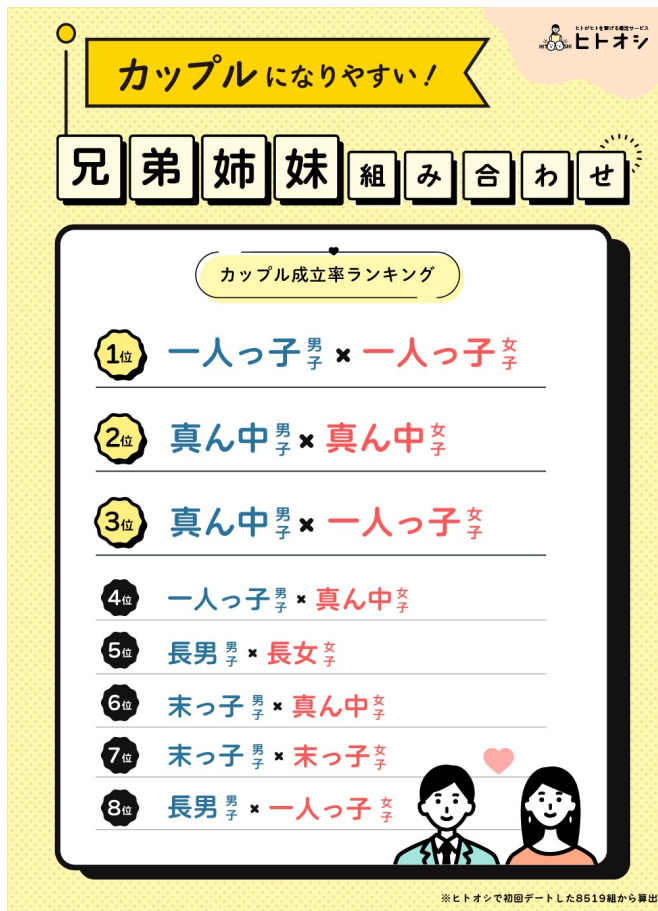 ヒトがヒトを繋げる婚活サービス
HITOOSHI
ヒトオシ
カップルになりやすい！
兄弟姉妹組み合わせ
カップル成立率ランキング
1位 一人っ子男子×一人っ子女子
2位 真ん中男子×真ん中女子
3位 真ん中男子×一人っ子女子
4位 一人っ子男子×真ん中女子
5位 長男男子×長女女子
6位 末っ子男子×真ん中女子
7位 末っ子男子×末っ子女子
8位 長男男子×一人っ子女子
※ヒトオシで初回デートした8519組から算出